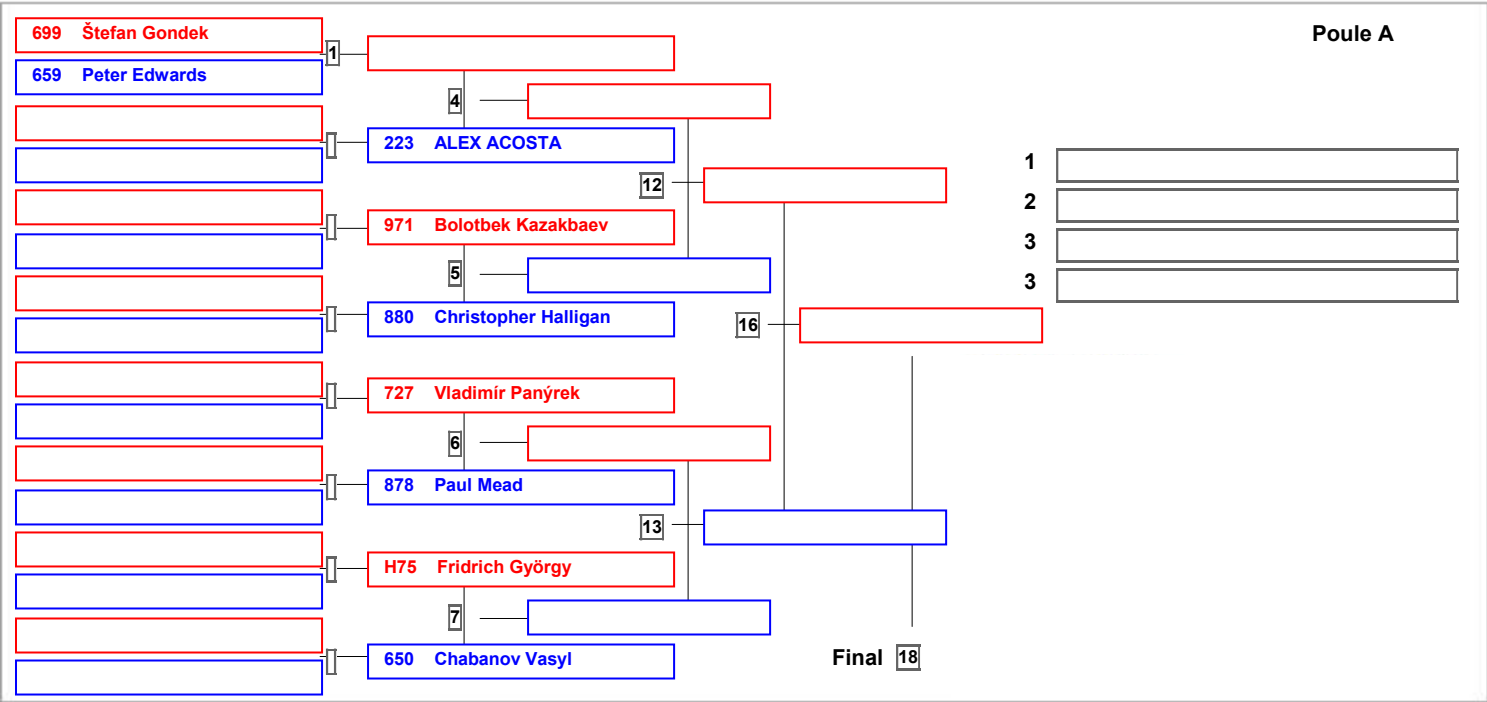 699 Štefan Gondek
Poule A
1
659 Peter Edwards
4
223 ALEX ACOSTA
1
12
2
971 Bolotbek Kazakbaev
3
5
3
880 Christopher Halligan
16
727 Vladimír Panýrek
6
878 Paul Mead
13
H75 Fridrich György
7
650 Chabanov Vasyl
Final 18